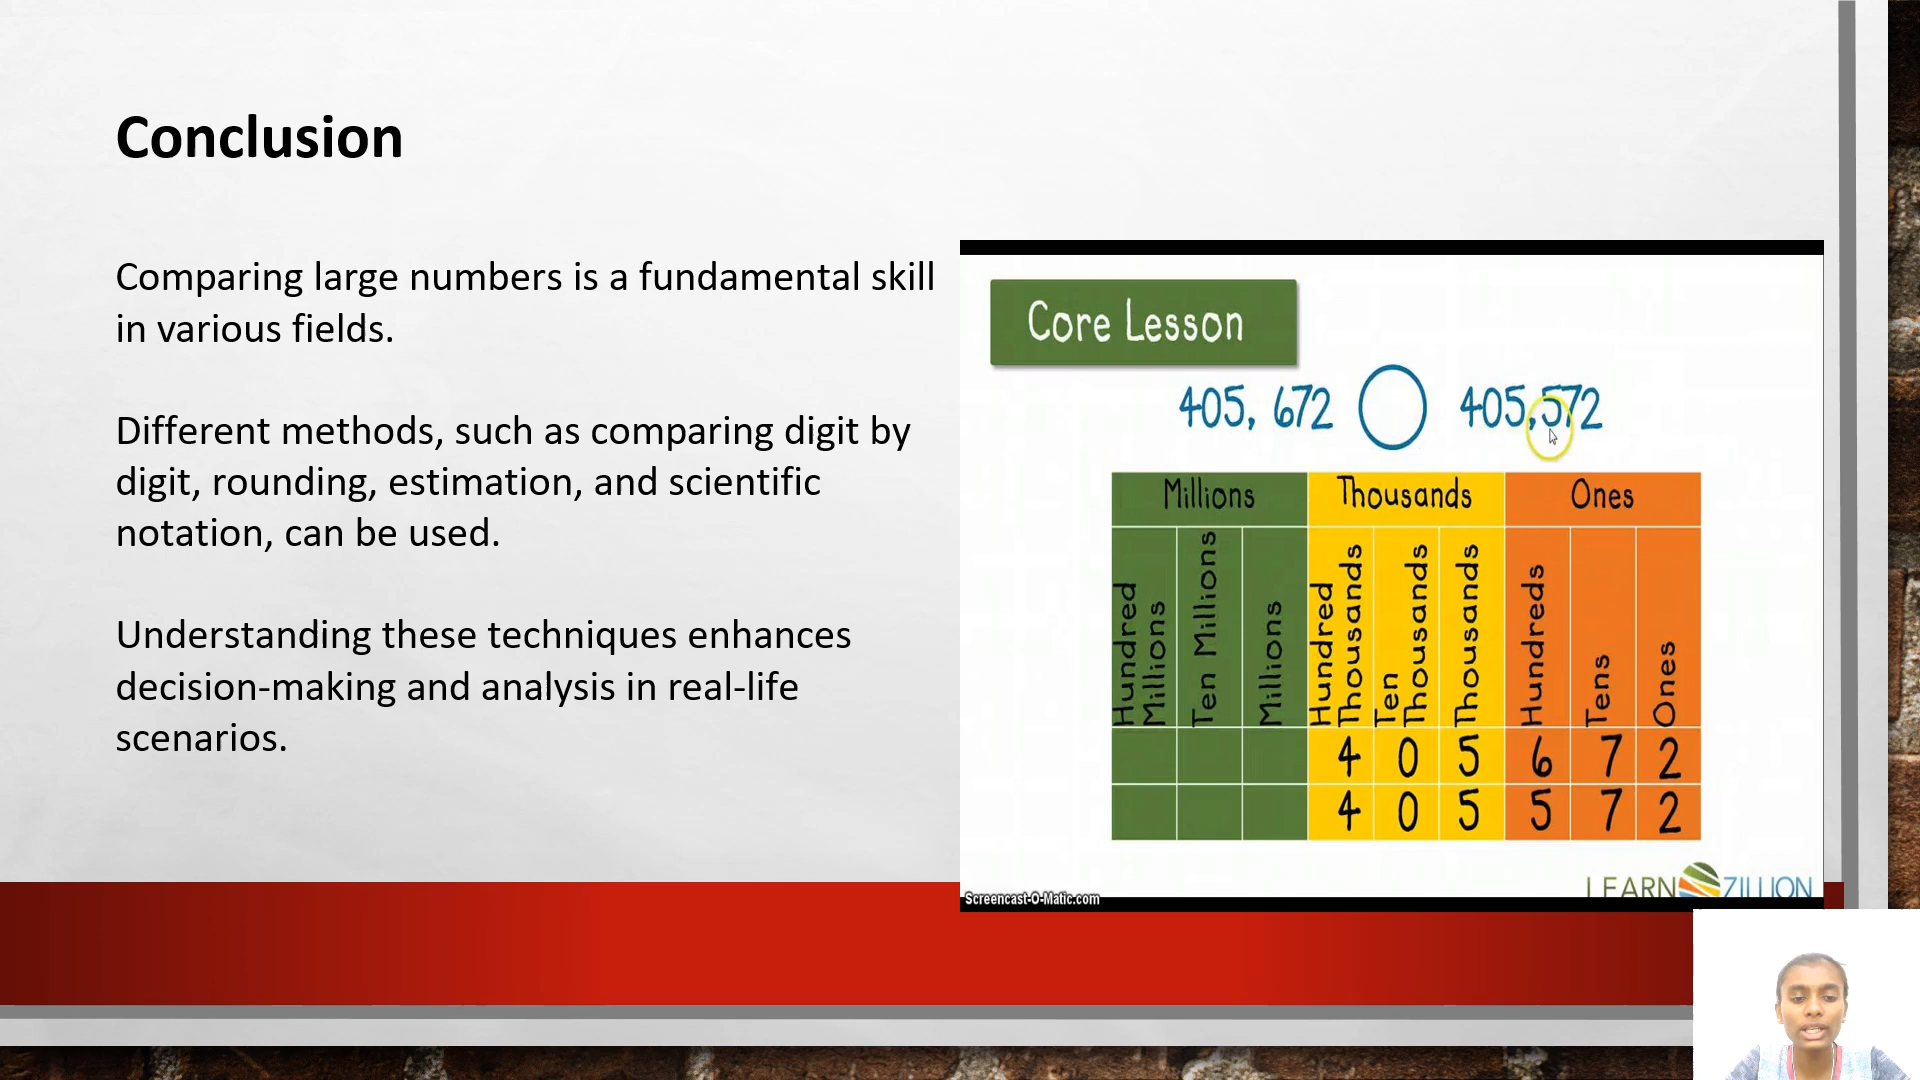 Conclusion
Comparing large numbers is a fundamental skill
in various fields.
Different methods, such as comparing digit by
digit, rounding, estimation, and scientific
notation, can be used.
Understanding these techniques enhances
decision-making and analysis in real-life
scenarios.
Core Lesson
405, 672 405,572
Millions Thousands Ones
Hundred Millions Ten Millions Millions Hundred Thousands Ten Thousands Thousands Hundreds Tens Ones
4 0 5 6 7 2
4 0 5 5 7 2
LEARN ZILLION
Screencast-O-Matic.com